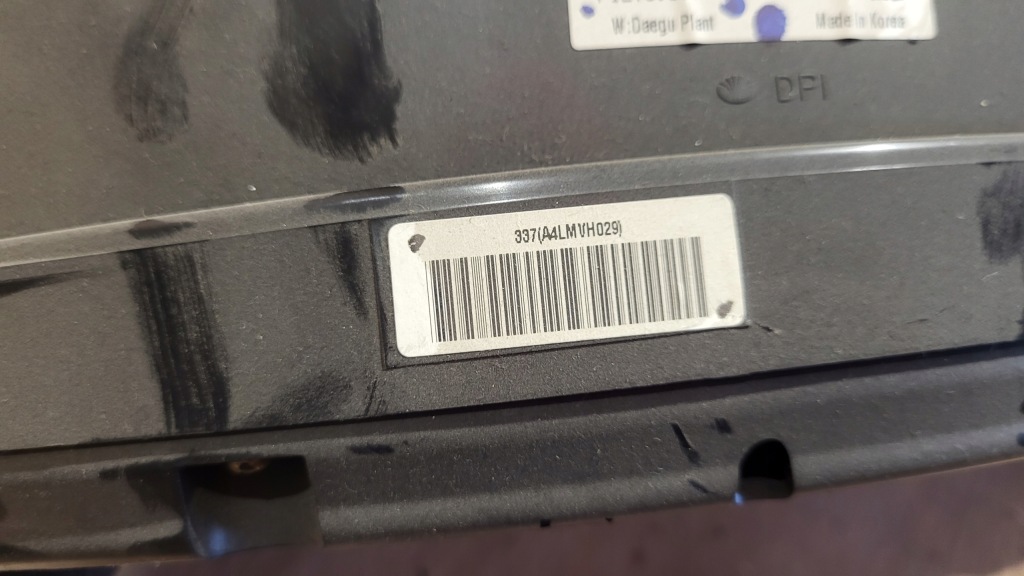 W:Daegu Plant Made in Korea
DPI
337(A4LMVH029)